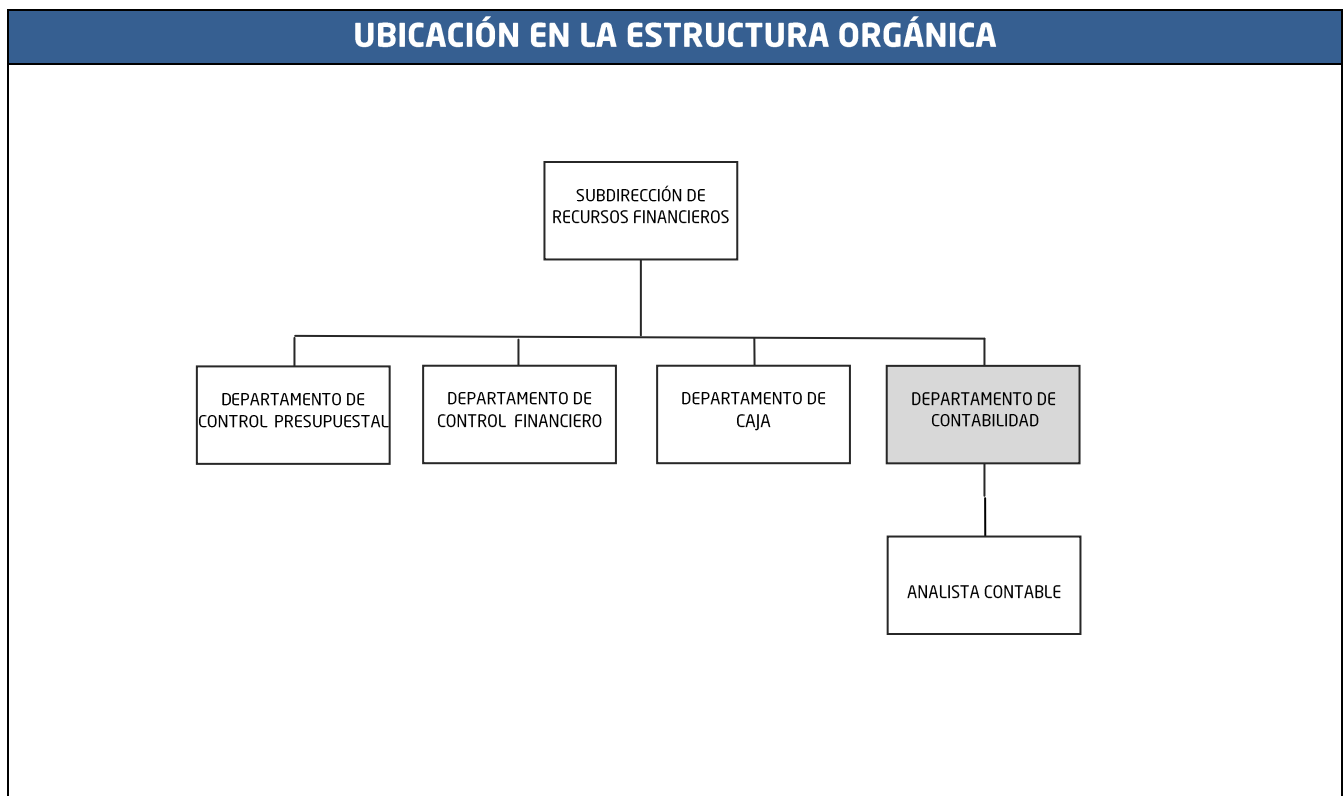 UBICACIÓN EN LA ESTRUCTURA ORGÁNICA
SUBDIRECCIÓN DE
RECURSOS FINANCIEROS
DEPARTAMENTO DE
CONTROL PRESUPUESTAL
DEPARTAMENTO DE
CONTROL FINANCIERO
DEPARTAMENTO DE
CAJA
DEPARTAMENTO DE
CONTABILIDAD
ANALISTA CONTABLE